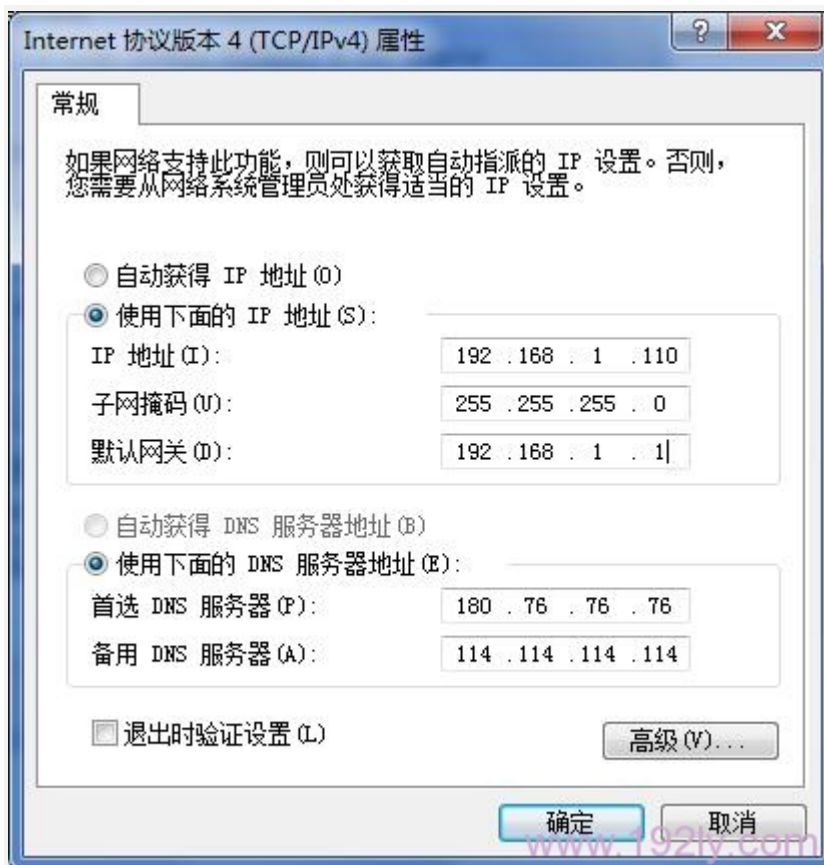 Internet 协议版本 4 (TCP/IPv4) 属性
常规
如果网络支持此功能，则可以获取自动指派的 IP 设置。否则，
您需要从网络系统管理员处获得适当的 IP 设置。
自动获得 IP 地址(O)
使用下面的 IP 地址(S):
IP 地址(I): 192 .168 . 1 .110
子网掩码(U): 255 .255 .255 . 0
默认网关(D): 192 .168 . 1 . 1
自动获得 DNS 服务器地址(B)
使用下面的 DNS 服务器地址(E):
首选 DNS 服务器(P): 180 . 76 . 76 . 76
备用 DNS 服务器(A): 114 .114 .114 .114
退出时验证设置(L)
高级(V)...
确定 取消
www.192ly.com